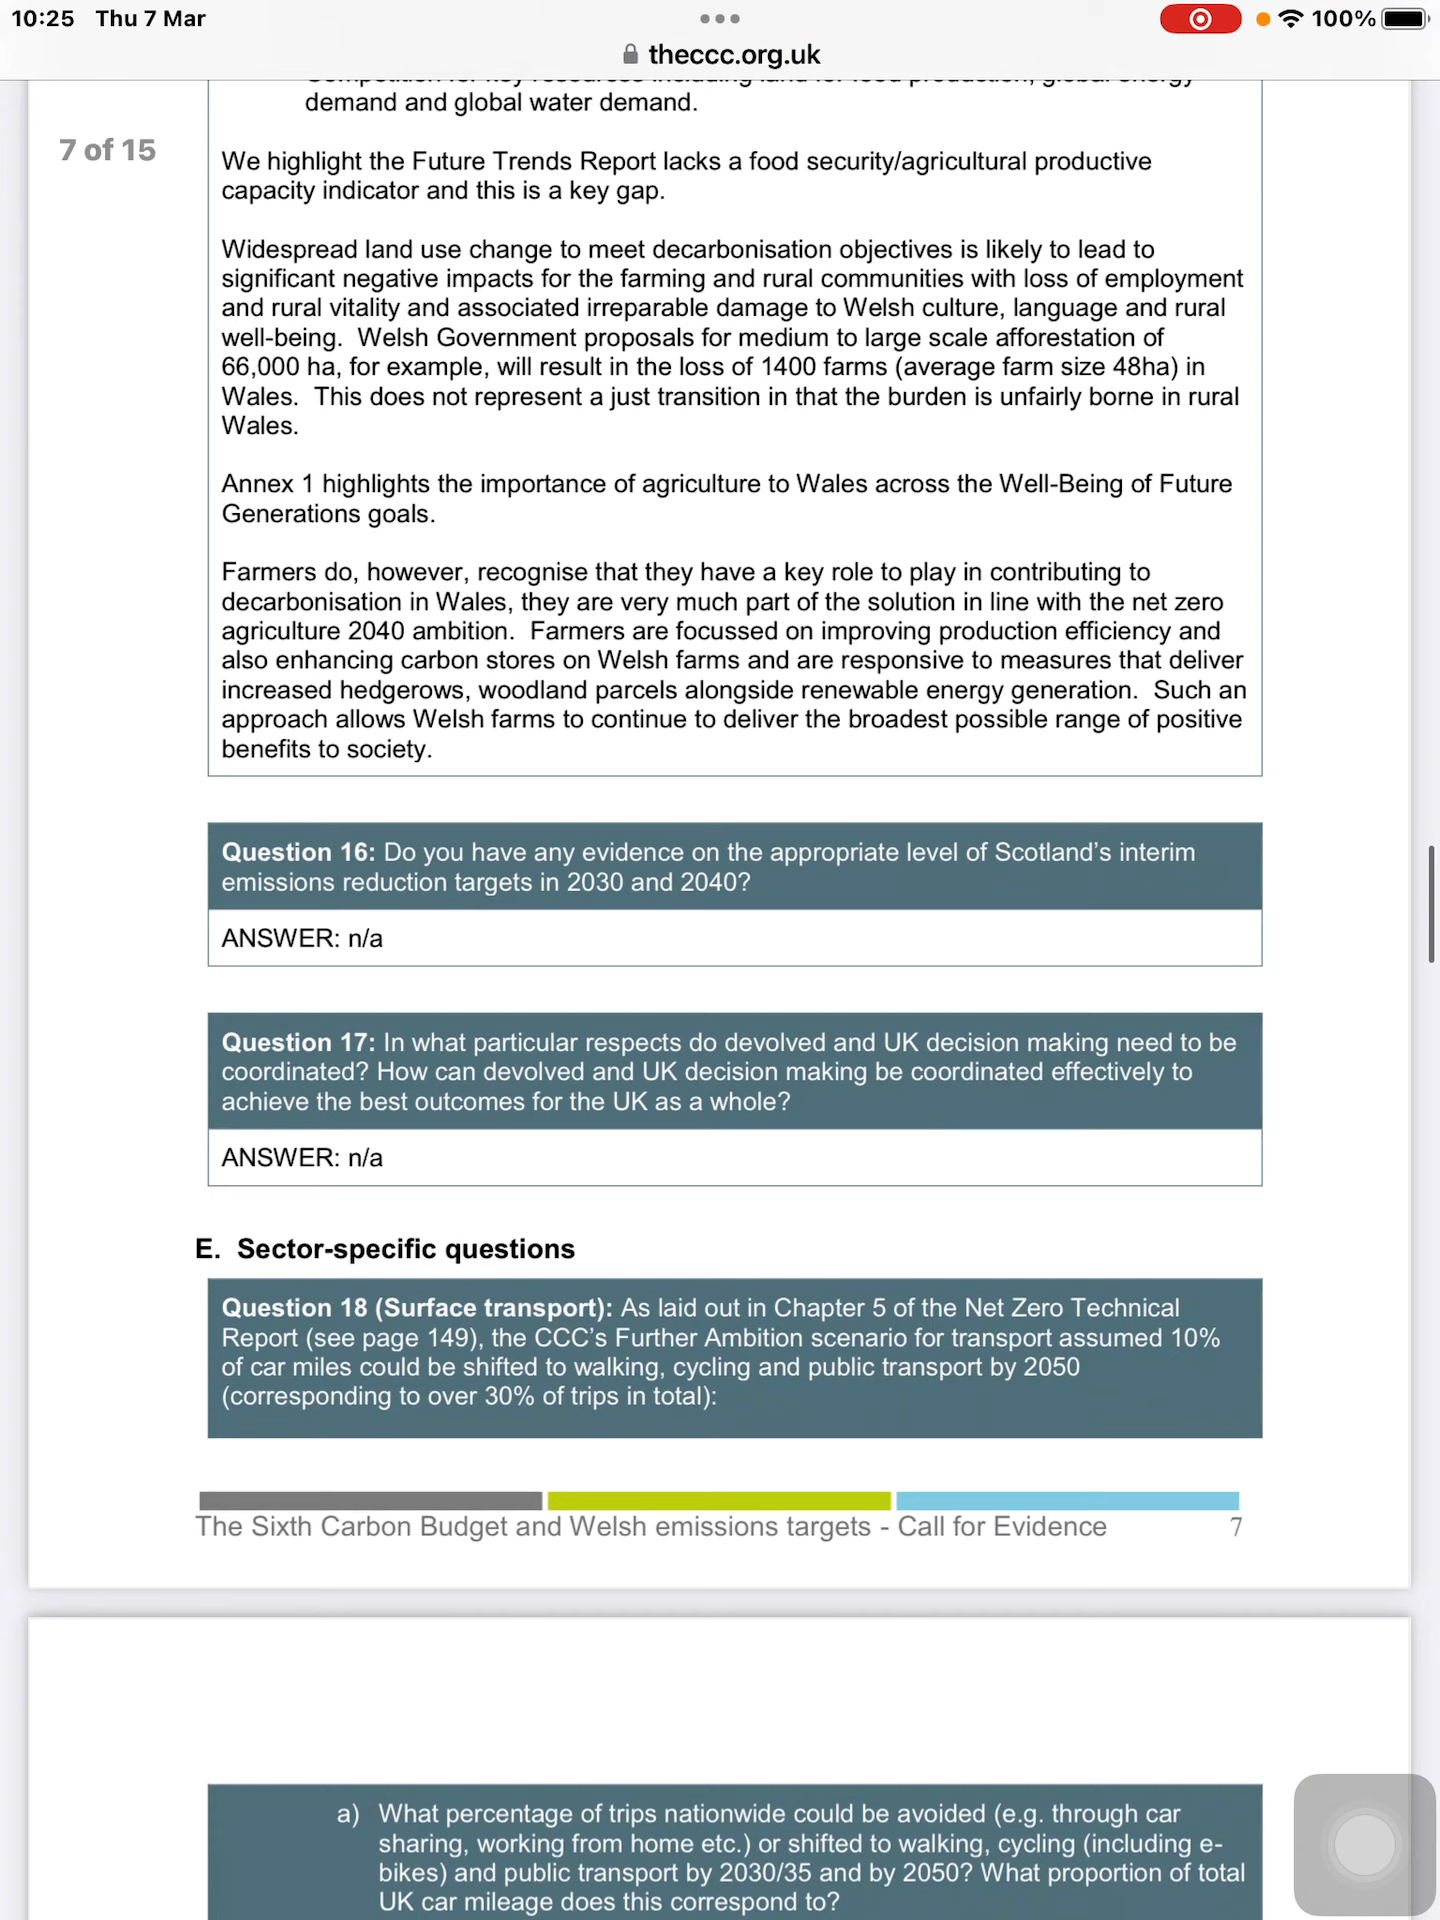 10:25 Thu 7 Mar
100%
theccc.org.uk
demand and global water demand.
7 of 15
We highlight the Future Trends Report lacks a food security/agricultural productive
capacity indicator and this is a key gap.
Widespread land use change to meet decarbonisation objectives is likely to lead to
significant negative impacts for the farming and rural communities with loss of employment
and rural vitality and associated irreparable damage to Welsh culture, language and rural
well-being. Welsh Government proposals for medium to large scale afforestation of
66,000 ha, for example, will result in the loss of 1400 farms (average farm size 48ha) in
Wales. This does not represent a just transition in that the burden is unfairly borne in rural
Wales.
Annex 1 highlights the importance of agriculture to Wales across the Well-Being of Future
Generations goals.
Farmers do, however, recognise that they have a key role to play in contributing to
decarbonisation in Wales, they are very much part of the solution in line with the net zero
agriculture 2040 ambition. Farmers are focussed on improving production efficiency and
also enhancing carbon stores on Welsh farms and are responsive to measures that deliver
increased hedgerows, woodland parcels alongside renewable energy generation. Such an
approach allows Welsh farms to continue to deliver the broadest possible range of positive
benefits to society.
Question 16: Do you have any evidence on the appropriate level of Scotland’s interim
emissions reduction targets in 2030 and 2040?
ANSWER: n/a
Question 17: In what particular respects do devolved and UK decision making need to be
coordinated? How can devolved and UK decision making be coordinated effectively to
achieve the best outcomes for the UK as a whole?
ANSWER: n/a
E. Sector-specific questions
Question 18 (Surface transport): As laid out in Chapter 5 of the Net Zero Technical
Report (see page 149), the CCC’s Further Ambition scenario for transport assumed 10%
of car miles could be shifted to walking, cycling and public transport by 2050
(corresponding to over 30% of trips in total):
The Sixth Carbon Budget and Welsh emissions targets - Call for Evidence 7
a) What percentage of trips nationwide could be avoided (e.g. through car
sharing, working from home etc.) or shifted to walking, cycling (including e-
bikes) and public transport by 2030/35 and by 2050? What proportion of total
UK car mileage does this correspond to?